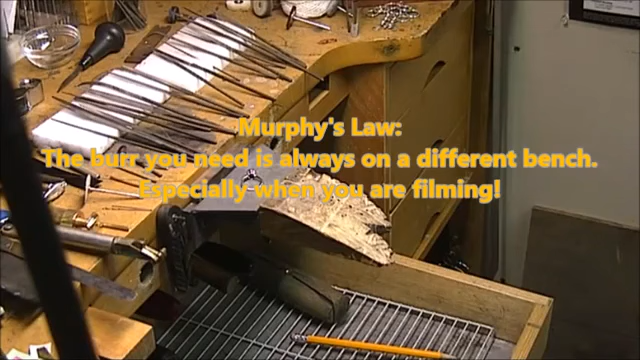 Murphy's Law:
The burr you need is always on a different bench.
Especially when you are filming!